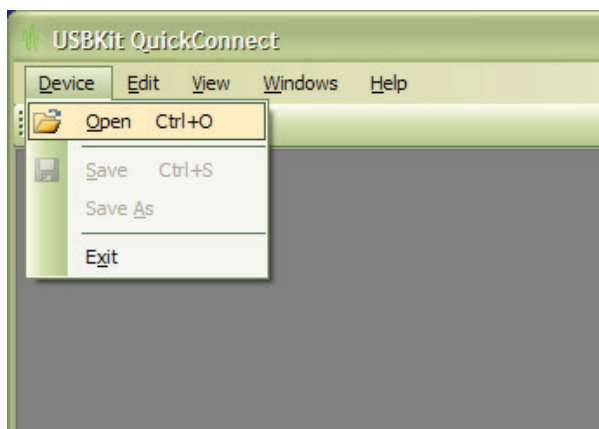 USBKit QuickConnect
Device Edit View Windows Help
Open Ctrl+O
Save Ctrl+S
Save As
Exit